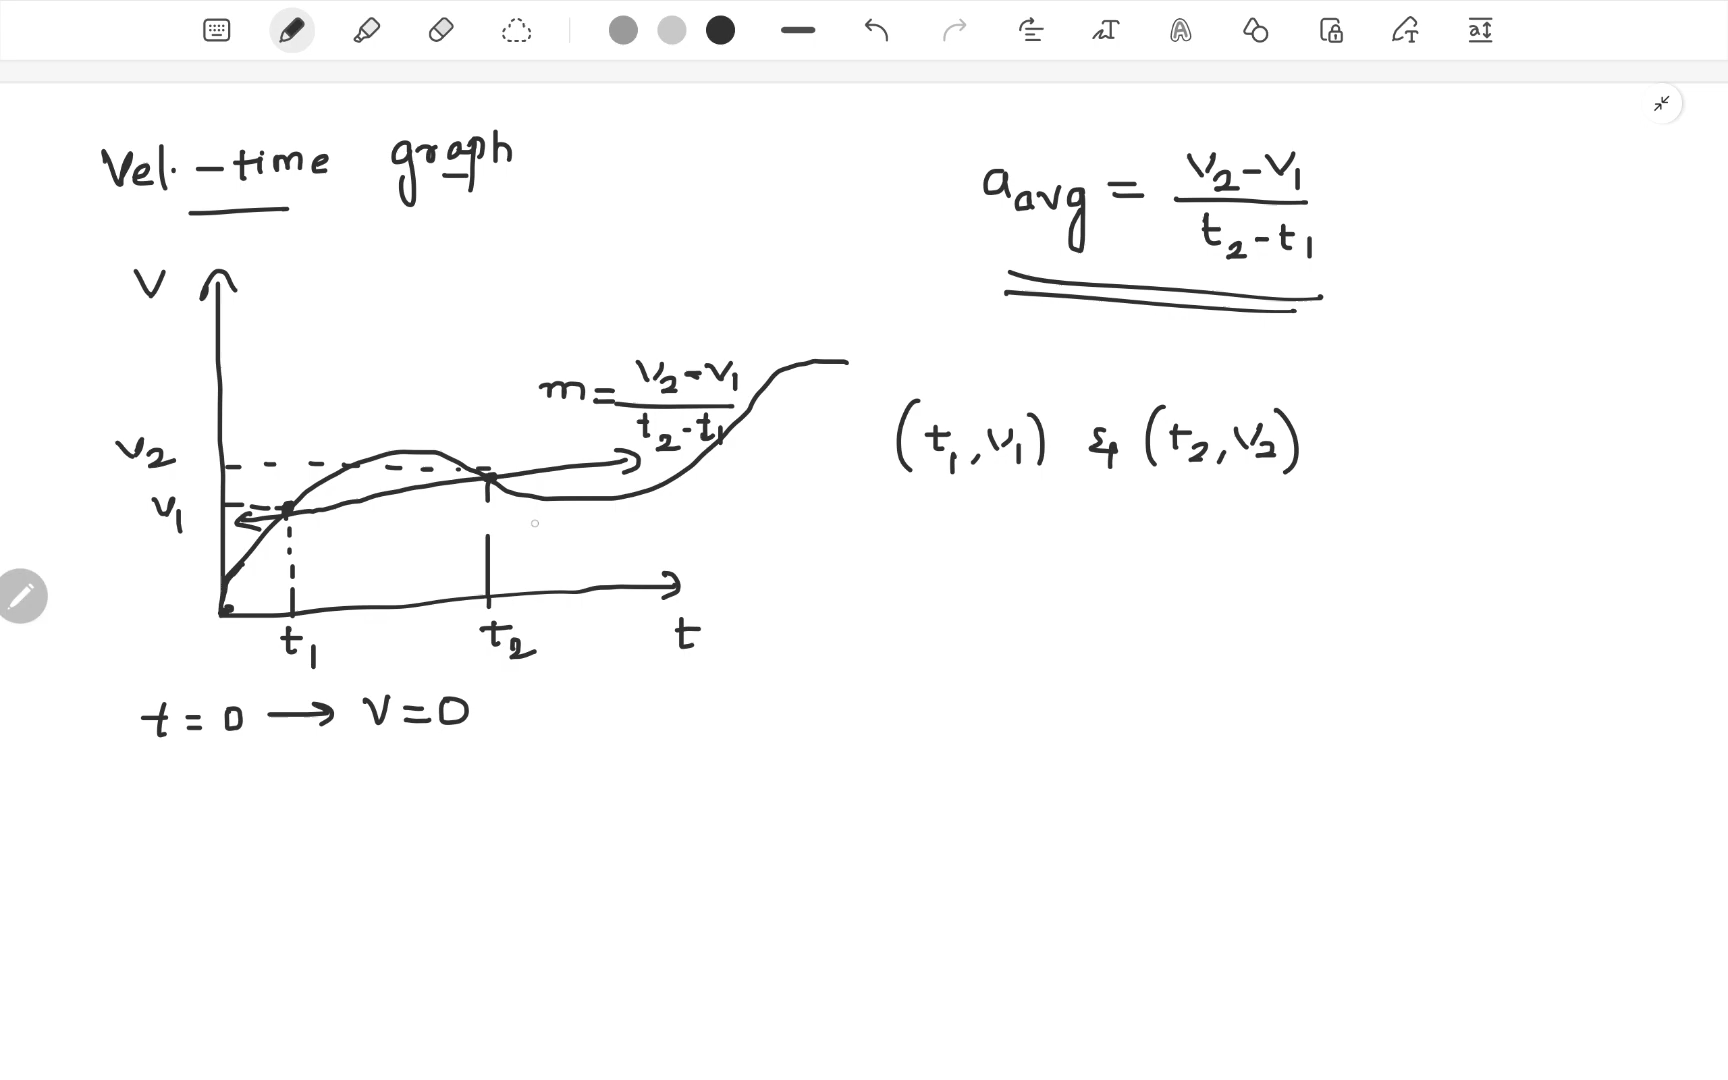 Vel. - time graph
a_avg = (v₂ - v₁) / (t₂ - t₁)
v
m = (v₂ - v₁) / (t₂ - t₁)
(t₁, v₁) & (t₂, v₂)
v₂
v₁
t₁ t₂ t
t = 0 → v = 0